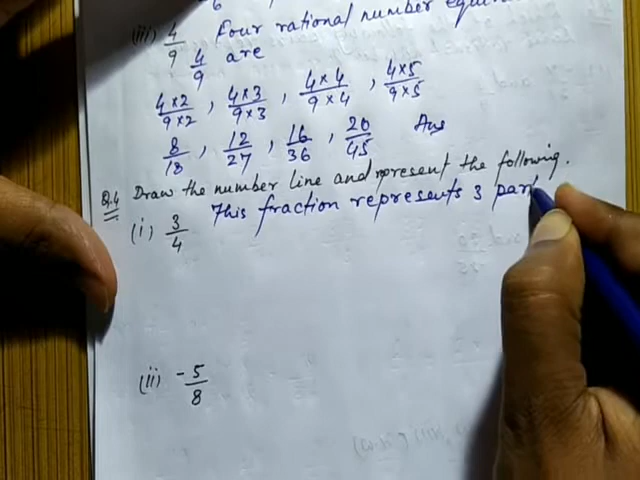 6
(iii) 4/9 Four rational number
4/9 are
4×2/9×2 , 4×3/9×3 , 4×4/9×4 , 4×5/9×5
8/18 , 12/27 , 16/36 , 20/45 Ans
Q.4 Draw the number line and represent the following.
(i) 3/4 This fraction represents 3 part
(ii) -5/8